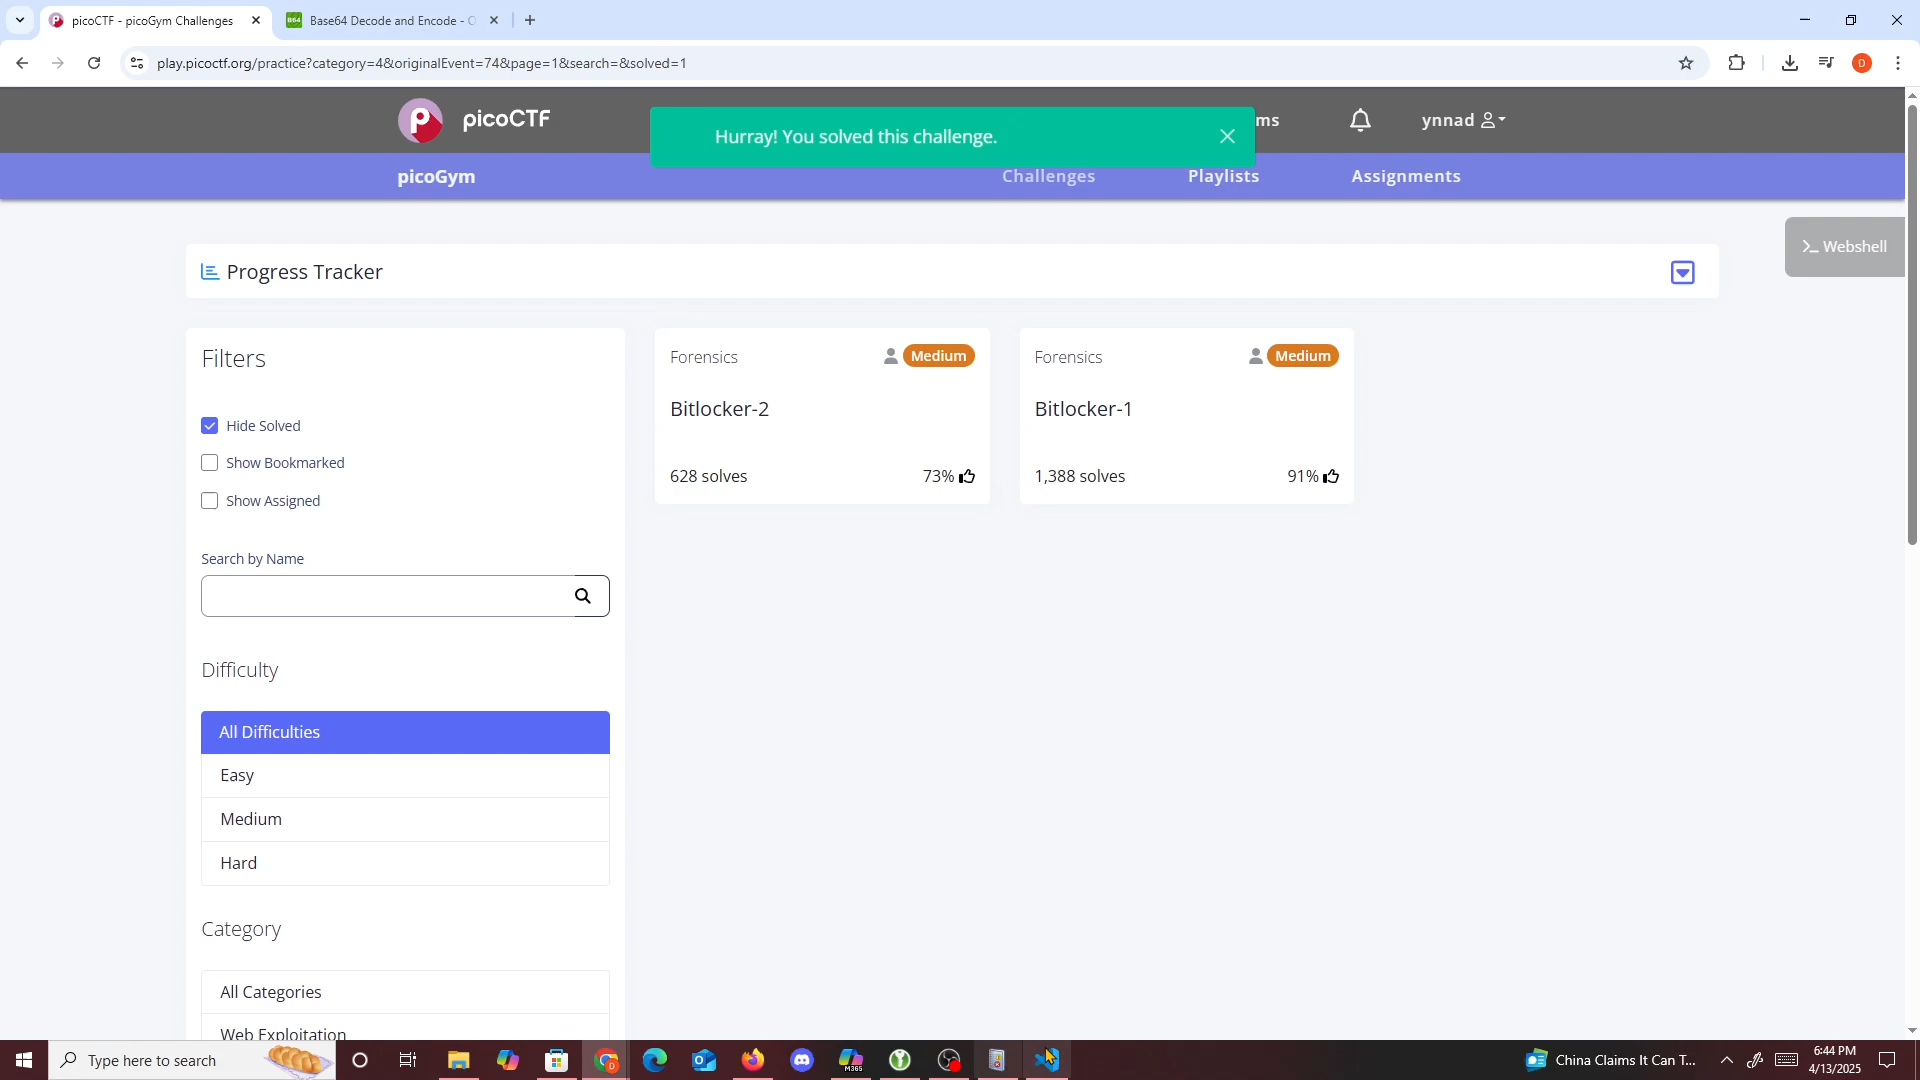 picoCTF - picoGym Challenges
B64 Base64 Decode and Encode - O
play.picoctf.org/practice?category=4&originalEvent=74&page=1&search=&solved=1
D
picoCTF
Hurray! You solved this challenge.
ms
ynnad
picoGym
Challenges
Playlists
Assignments
Webshell
Progress Tracker
Filters
Hide Solved
Show Bookmarked
Show Assigned
Search by Name
Difficulty
All Difficulties
Easy
Medium
Hard
Category
All Categories
Web Exploitation
Forensics
Medium
Bitlocker-2
628 solves
73%
Forensics
Medium
Bitlocker-1
1,388 solves
91%
Type here to search
D
M365
China Claims It Can T...
6:44 PM
4/13/2025